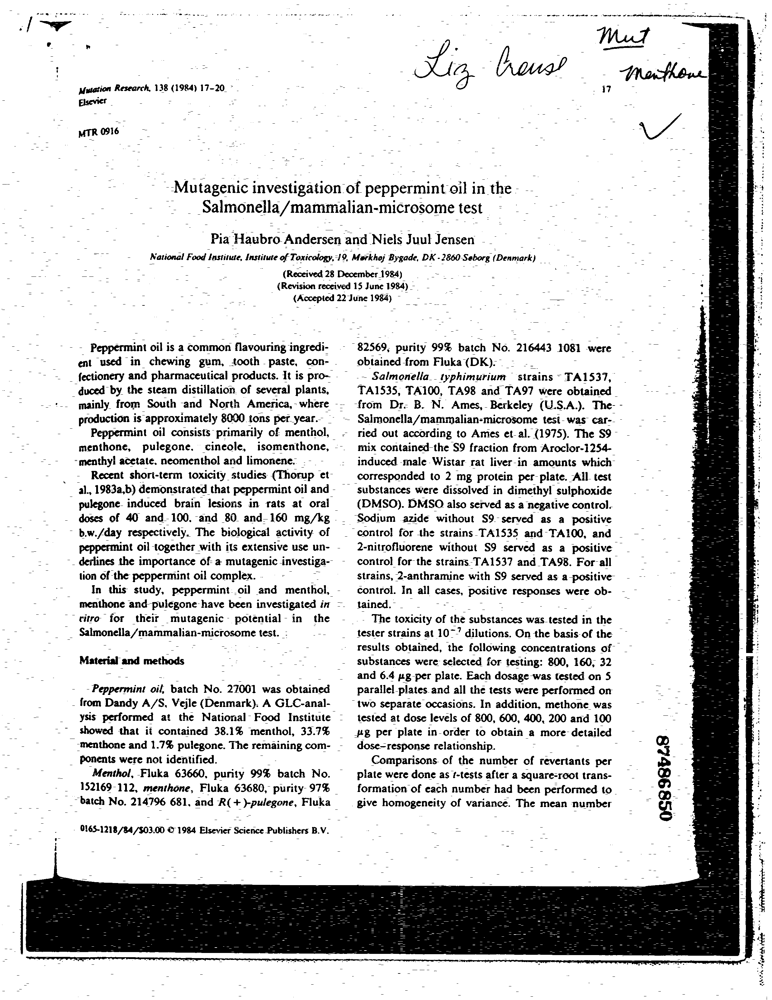 Mut
Liz
Menthone
Mutation Research, 138 (1984) 17-20
17
Elsevier
MTR 0916
Mutagenic investigation of peppermint oil in the
Salmonella/mammalian-microsome test
Pia Haubro Andersen and Niels Juul Jensen
National Food Institute, Institute of Toxicology, 19, Mørkhøj Bygade, DK-2860 Søborg (Denmark)
(Received 28 December 1984)
(Revision received 15 June 1984)
(Accepted 22 June 1984)
Peppermint oil is a common flavouring ingredi-
ent used in chewing gum, tooth paste, con-
fectionery and pharmaceutical products. It is pro-
duced by the steam distillation of several plants,
mainly from South and North America, where
production is approximately 8000 tons per year.
Peppermint oil consists primarily of menthol,
menthone, pulegone, cineole, isomenthone,
menthyl acetate, neomenthol and limonene.
Recent short-term toxicity studies (Thorup et
al., 1983a,b) demonstrated that peppermint oil and
pulegone induced brain lesions in rats at oral
doses of 40 and 100, and 80 and 160 mg/kg
b.w./day respectively. The biological activity of
peppermint oil together with its extensive use un-
derlines the importance of a mutagenic investiga-
tion of the peppermint oil complex.
In this study, peppermint oil and menthol,
menthone and pulegone have been investigated in
vitro for their mutagenic potential in the
Salmonella/mammalian-microsome test.
Material and methods
Peppermint oil, batch No. 27001 was obtained
from Dandy A/S, Vejle (Denmark). A GLC-anal-
ysis performed at the National Food Institute
showed that it contained 38.1% menthol, 33.7%
menthone and 1.7% pulegone. The remaining com-
ponents were not identified.
Menthol, Fluka 63660, purity 99% batch No.
152169 112, menthone, Fluka 63680, purity 97%
batch No. 214796 681, and R(+)-pulegone, Fluka
82569, purity 99% batch No. 216443 1081 were
obtained from Fluka (DK).
Salmonella typhimurium strains TA1537,
TA1535, TA100, TA98 and TA97 were obtained
from Dr. B. N. Ames, Berkeley (U.S.A.). The
Salmonella/mammalian-microsome test was car-
ried out according to Ames et al. (1975). The S9
mix contained the S9 fraction from Aroclor-1254-
induced male Wistar rat liver in amounts which
corresponded to 2 mg protein per plate. All test
substances were dissolved in dimethyl sulphoxide
(DMSO). DMSO also served as a negative control.
Sodium azide without S9 served as a positive
control for the strains TA1535 and TA100, and
2-nitrofluorene without S9 served as a positive
control for the strains TA1537 and TA98. For all
strains, 2-anthramine with S9 served as a positive
control. In all cases, positive responses were ob-
tained.
The toxicity of the substances was tested in the
tester strains at 10⁻⁷ dilutions. On the basis of the
results obtained, the following concentrations of
substances were selected for testing: 800, 160, 32
and 6.4 µg per plate. Each dosage was tested on 5
parallel plates and all the tests were performed on
two separate occasions. In addition, methone was
tested at dose levels of 800, 600, 400, 200 and 100
µg per plate in order to obtain a more detailed
dose-response relationship.
Comparisons of the number of revertants per
plate were done as t-tests after a square-root trans-
formation of each number had been performed to
give homogeneity of variance. The mean number
0165-1218/84/$03.00 © 1984 Elsevier Science Publishers B.V.
87486850